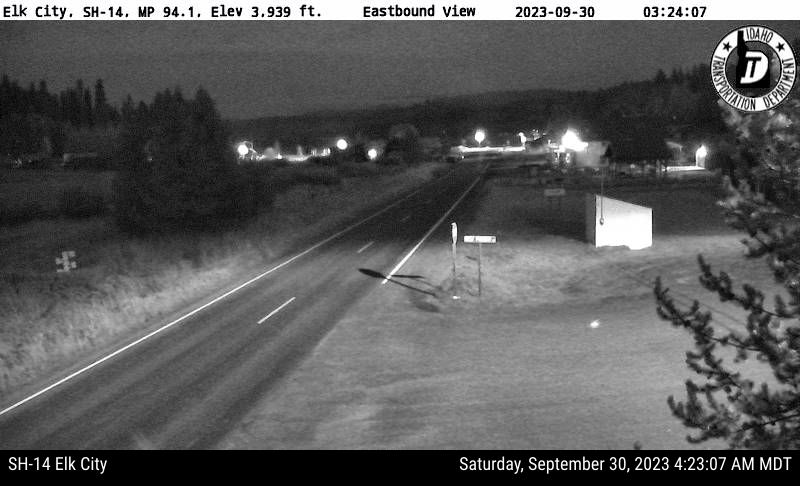 Elk City, SH-14, MP 94.1, Elev 3,939 ft. Eastbound View 2023-09-30 03:24:07
IDAHO
TRANSPORTATION DEPARTMENT
SH-14 Elk City Saturday, September 30, 2023 4:23:07 AM MDT